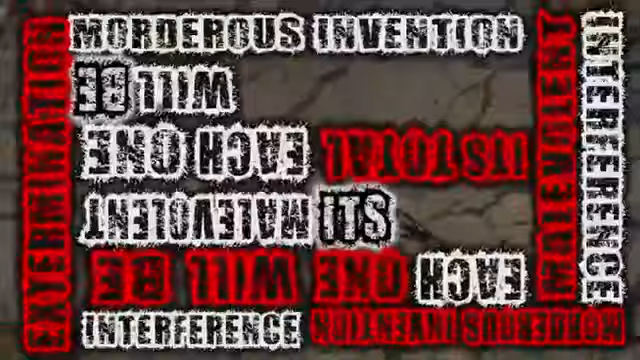 MORDEROUS INVENTION
WILL BE
EACH ONE
ITS TOTAL
MALEVOLENT
ITS
WILL BE
EACH ONE
INTERFERENCE
MORDEROUS INVENTION
EXTERMINATION
MALEVOLENT
INTERFERENCE